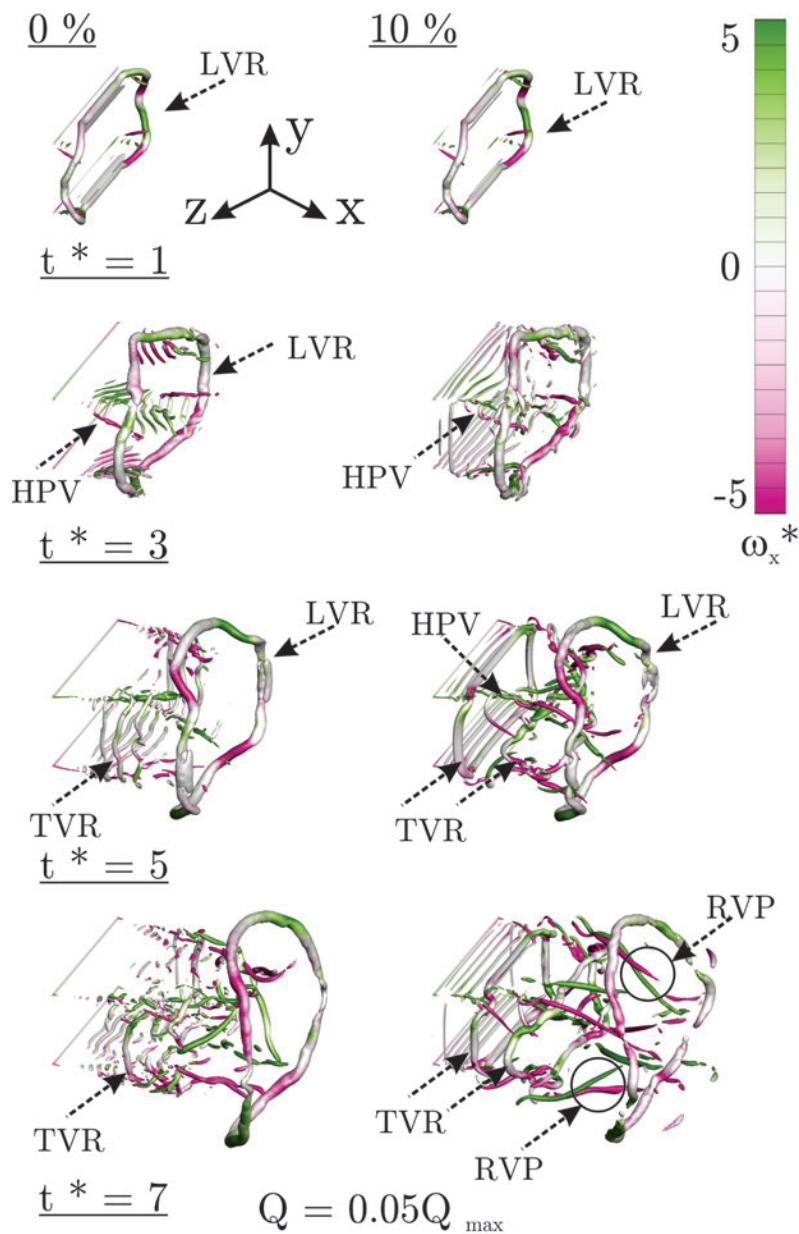 0 % 10 %
5
LVR
LVR
y
z x
0
t * = 1
LVR
HPV
HPV
-5
t * = 3
ωx*
LVR
HPV
LVR
TVR
TVR
t * = 5
RVP
TVR
TVR
RVP
t * = 7
Q = 0.05Q max